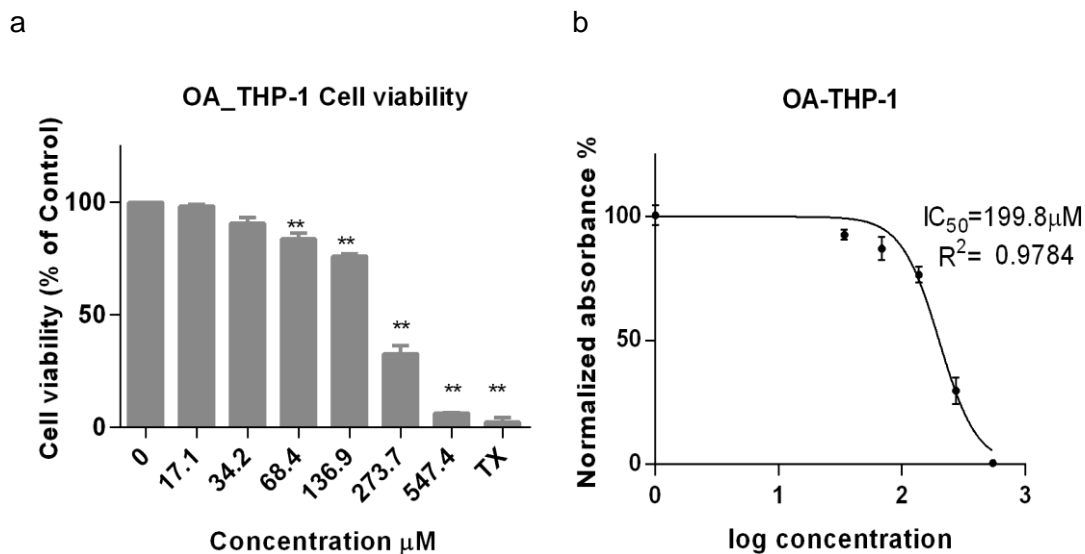 a
OA_THP-1 Cell viability
Cell viability (% of Control)
100
50
0
**
**
**
**
**
0
17.1
34.2
68.4
136.9
273.7
547.4
TX
Concentration μM
b
OA-THP-1
Normalized absorbance %
100
50
0
IC50=199.8μM
R2= 0.9784
0
1
2
3
log concentration